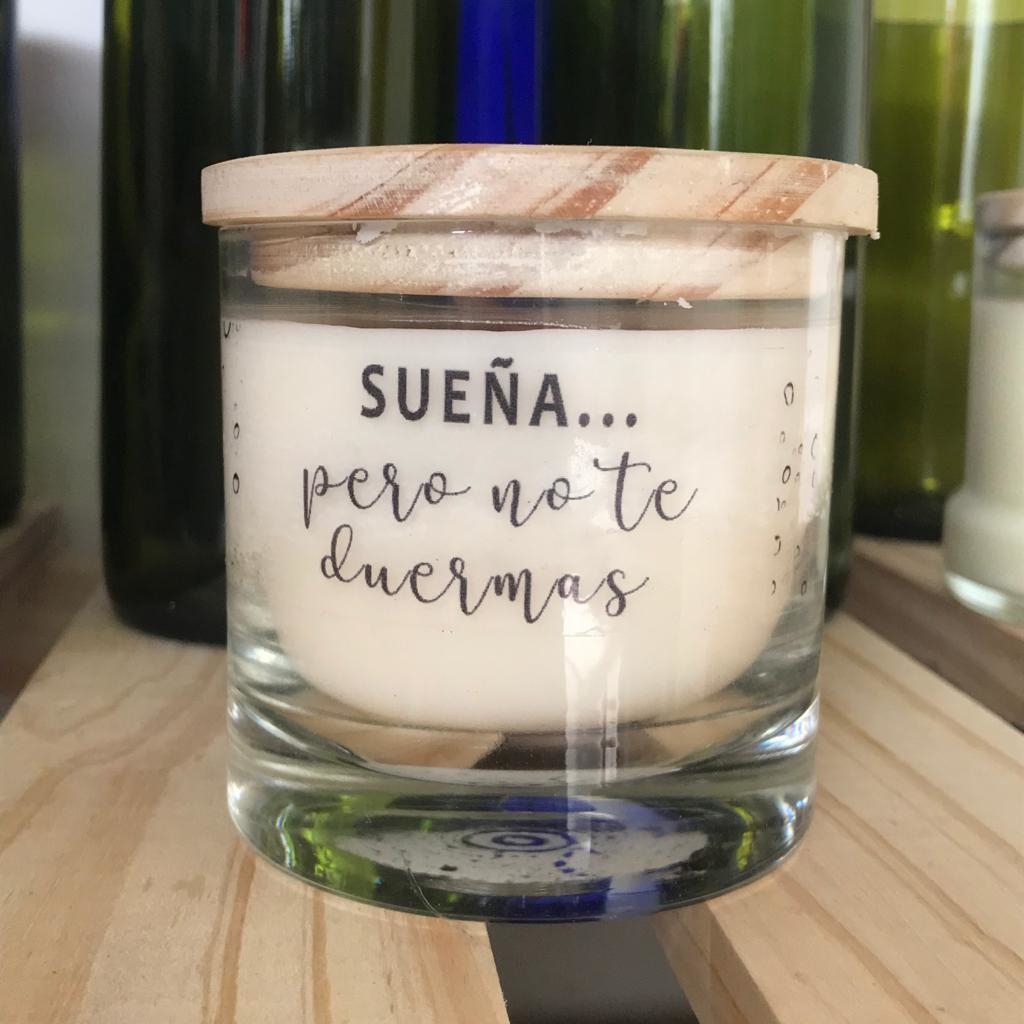 SUEÑA...
pero no te
duermas